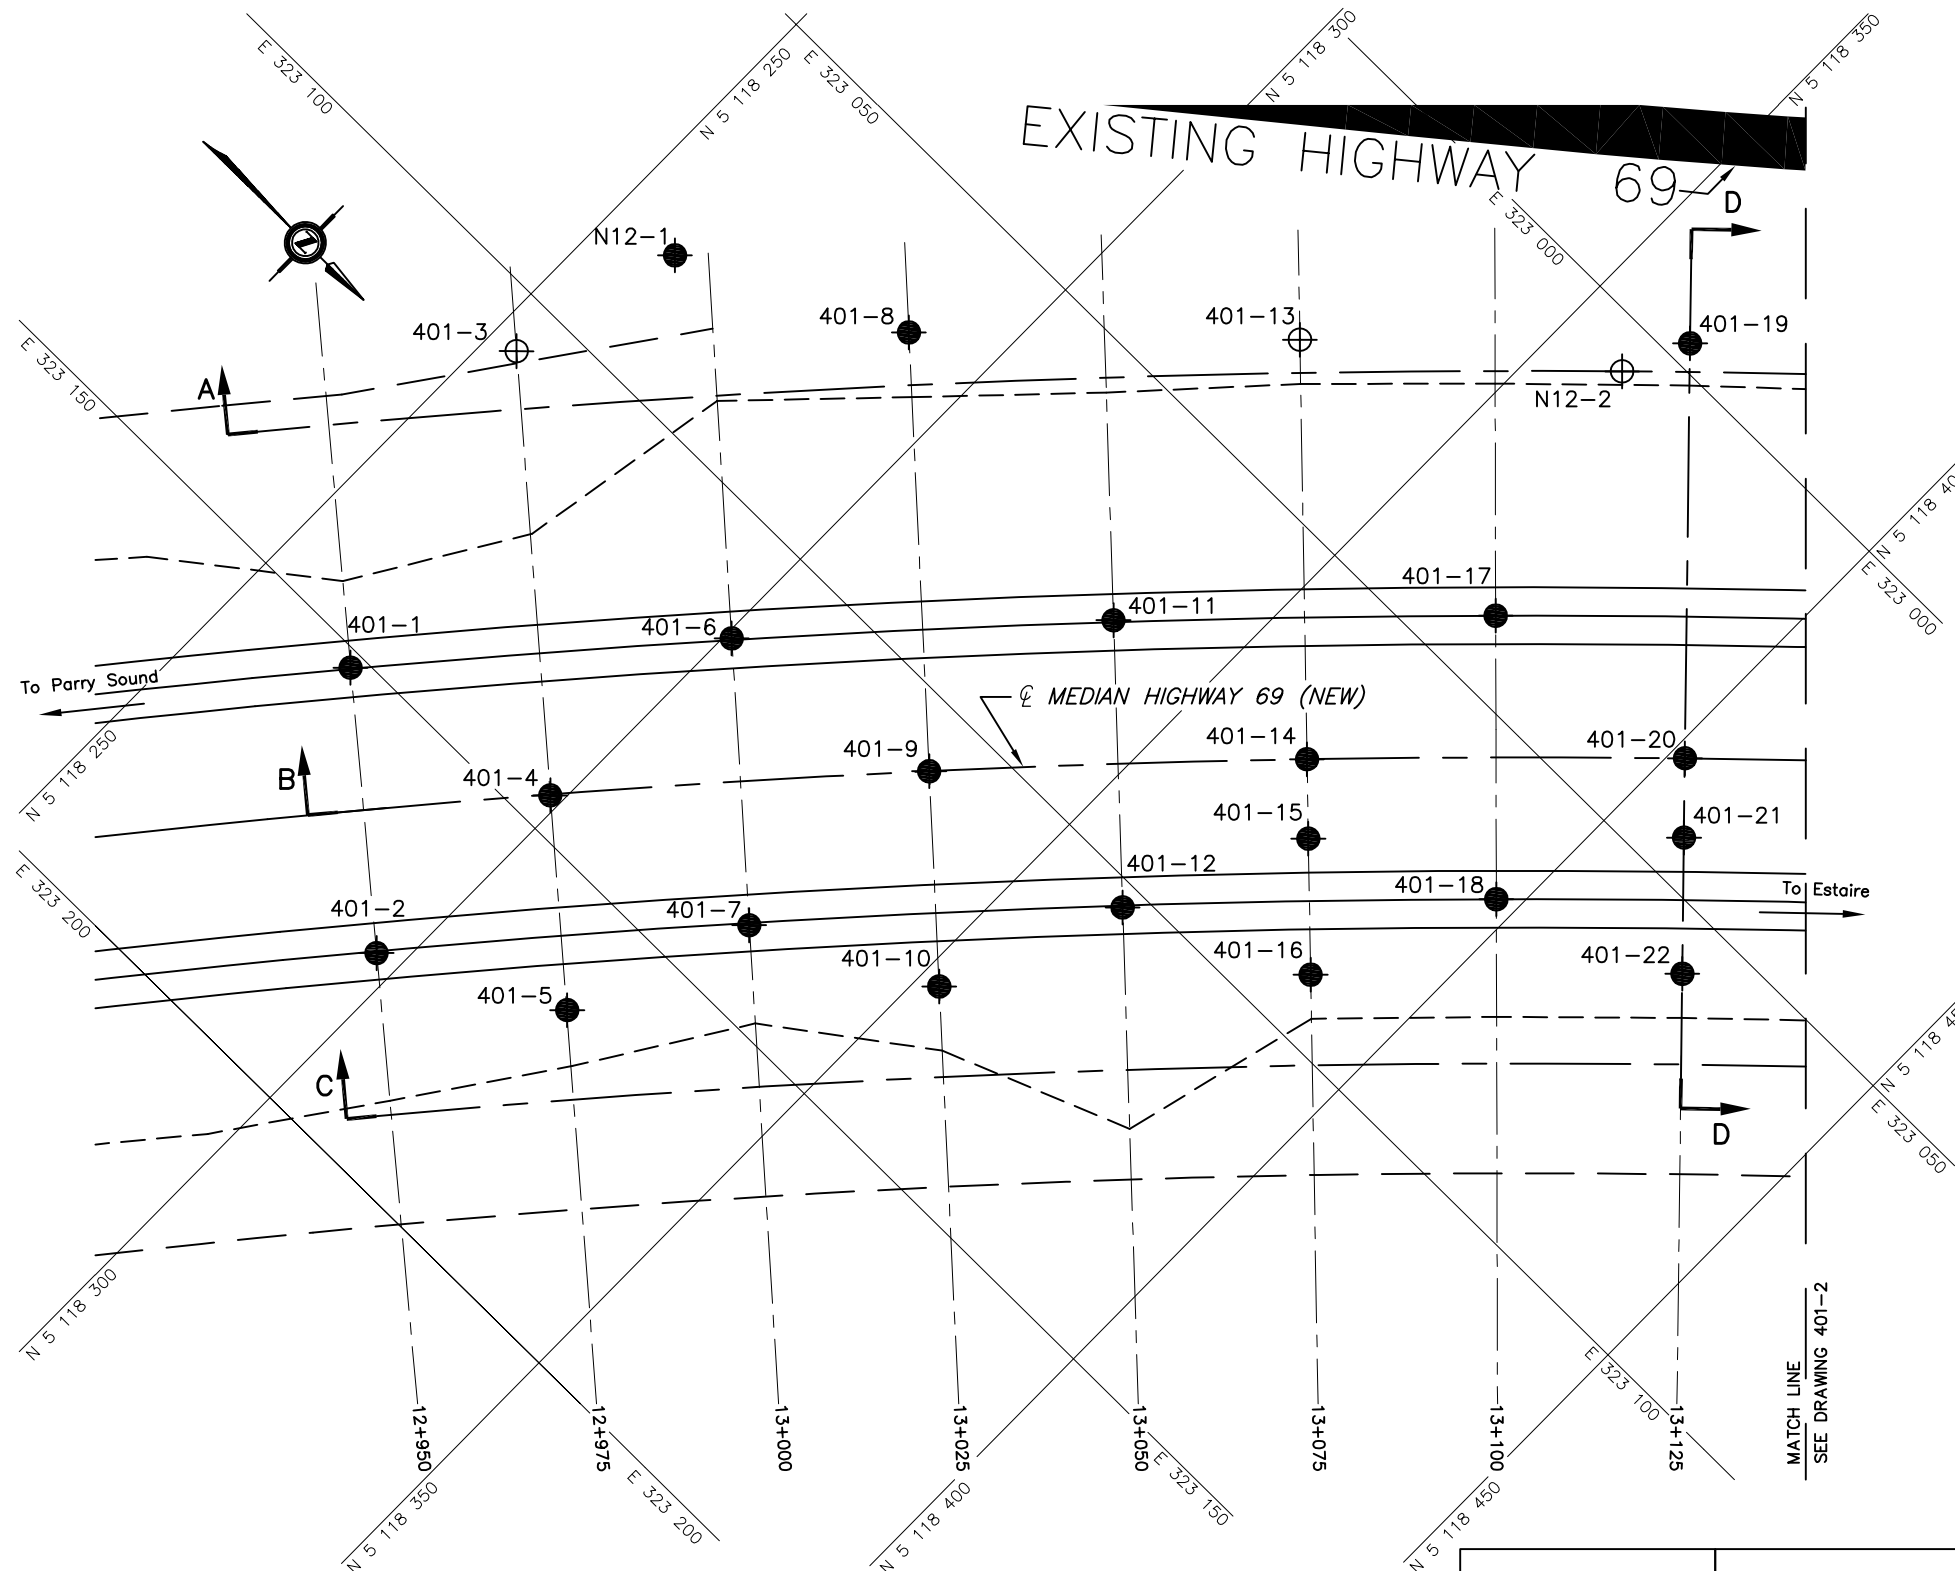 E 323 100
N 5 118 250
E 323 050
N 5 118 300
N 5 118 350
EXISTING HIGHWAY 69
D
E 323 000
N12-1
401-3
401-8
401-13
401-19
N12-2
E 323 150
A
N 5 118 40
E 323 000
401-1
401-6
401-11
401-17
To Parry Sound
℄ MEDIAN HIGHWAY 69 (NEW)
N 5 118 250
B
401-4
401-9
401-14
401-20
401-15
401-21
401-12
401-18
To Estaire
E 323 200
401-2
401-7
401-10
401-16
401-22
401-5
C
D
N 5 118 45
E 323 050
N 5 118 300
MATCH LINE
SEE DRAWING 401-2
E 323 100
12+950
12+975
13+000
13+025
13+050
13+075
13+100
13+125
N 5 118 350
E 323 200
N 5 118 400
E 323 150
N 5 118 450